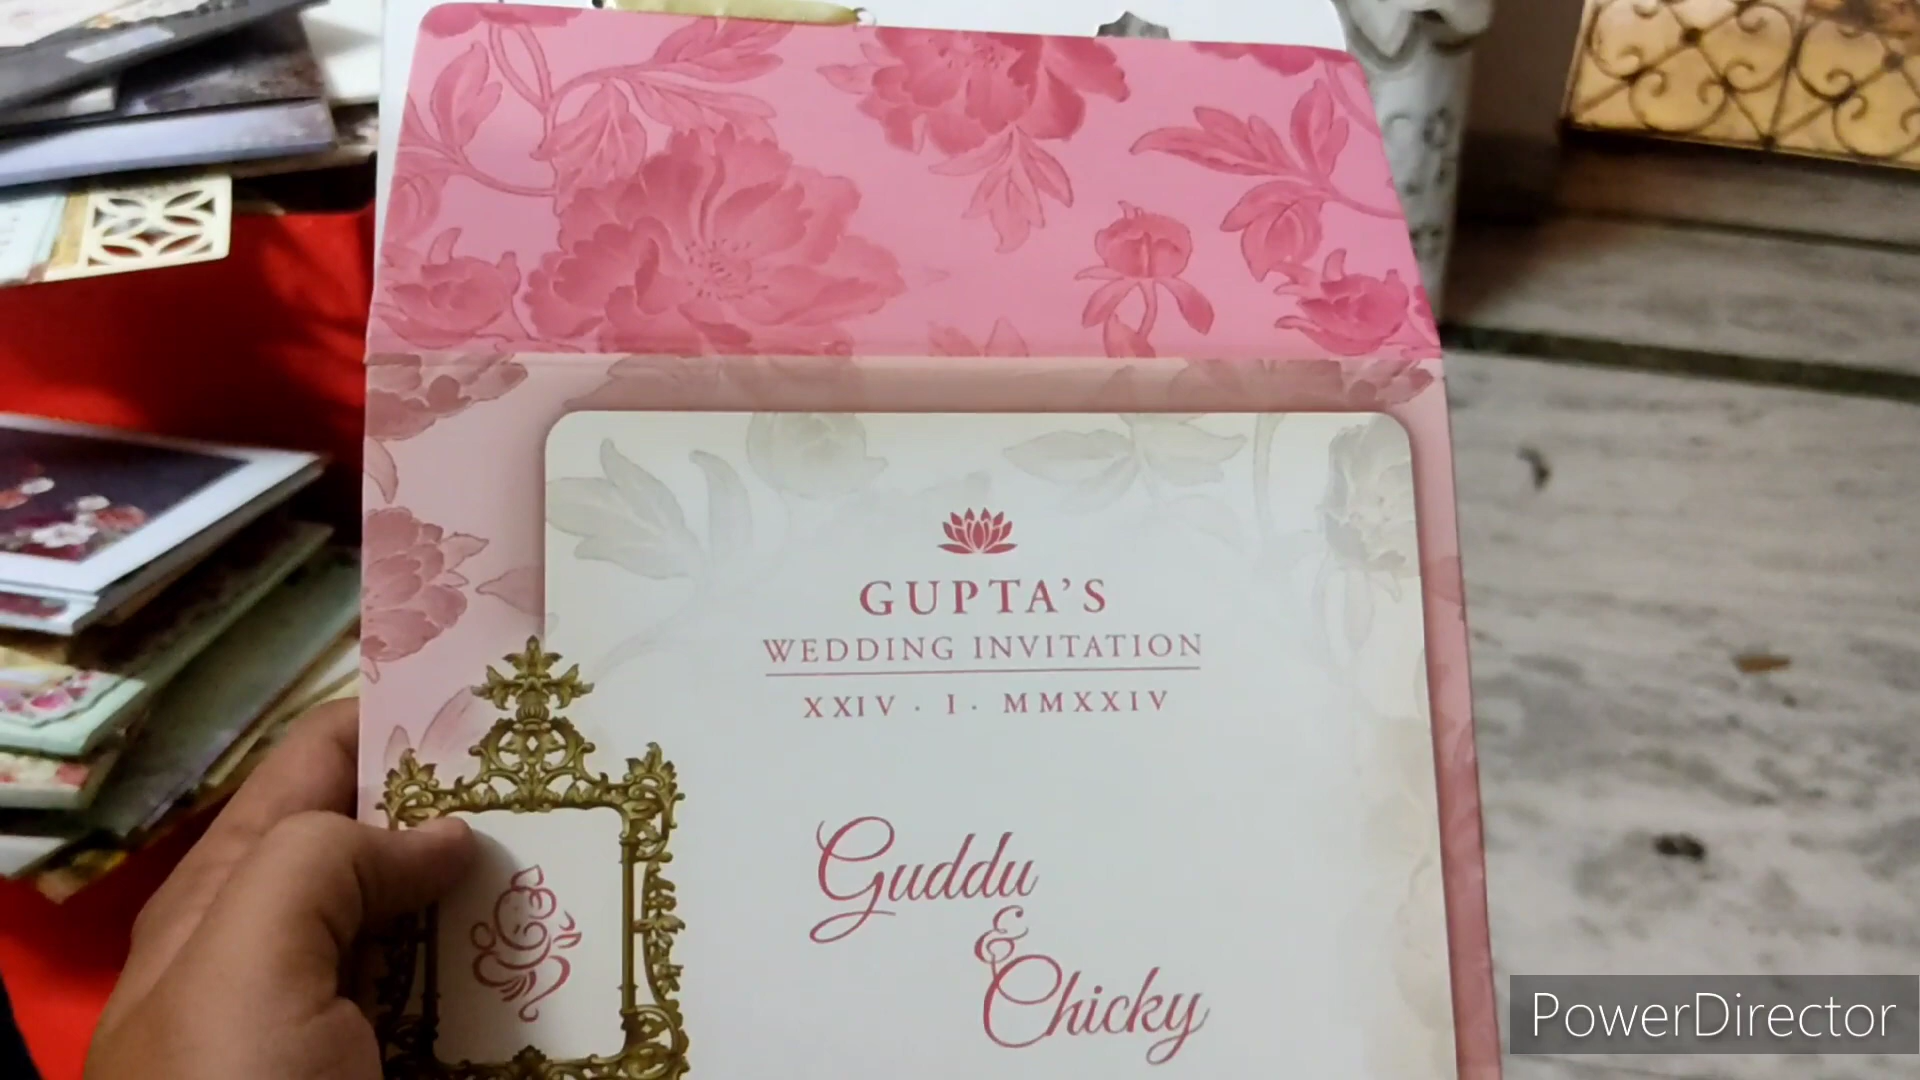 GUPTA'S
WEDDING INVITATION
XXIV · I · MMXXIV
Guddu
&
Chicky
PowerDirector